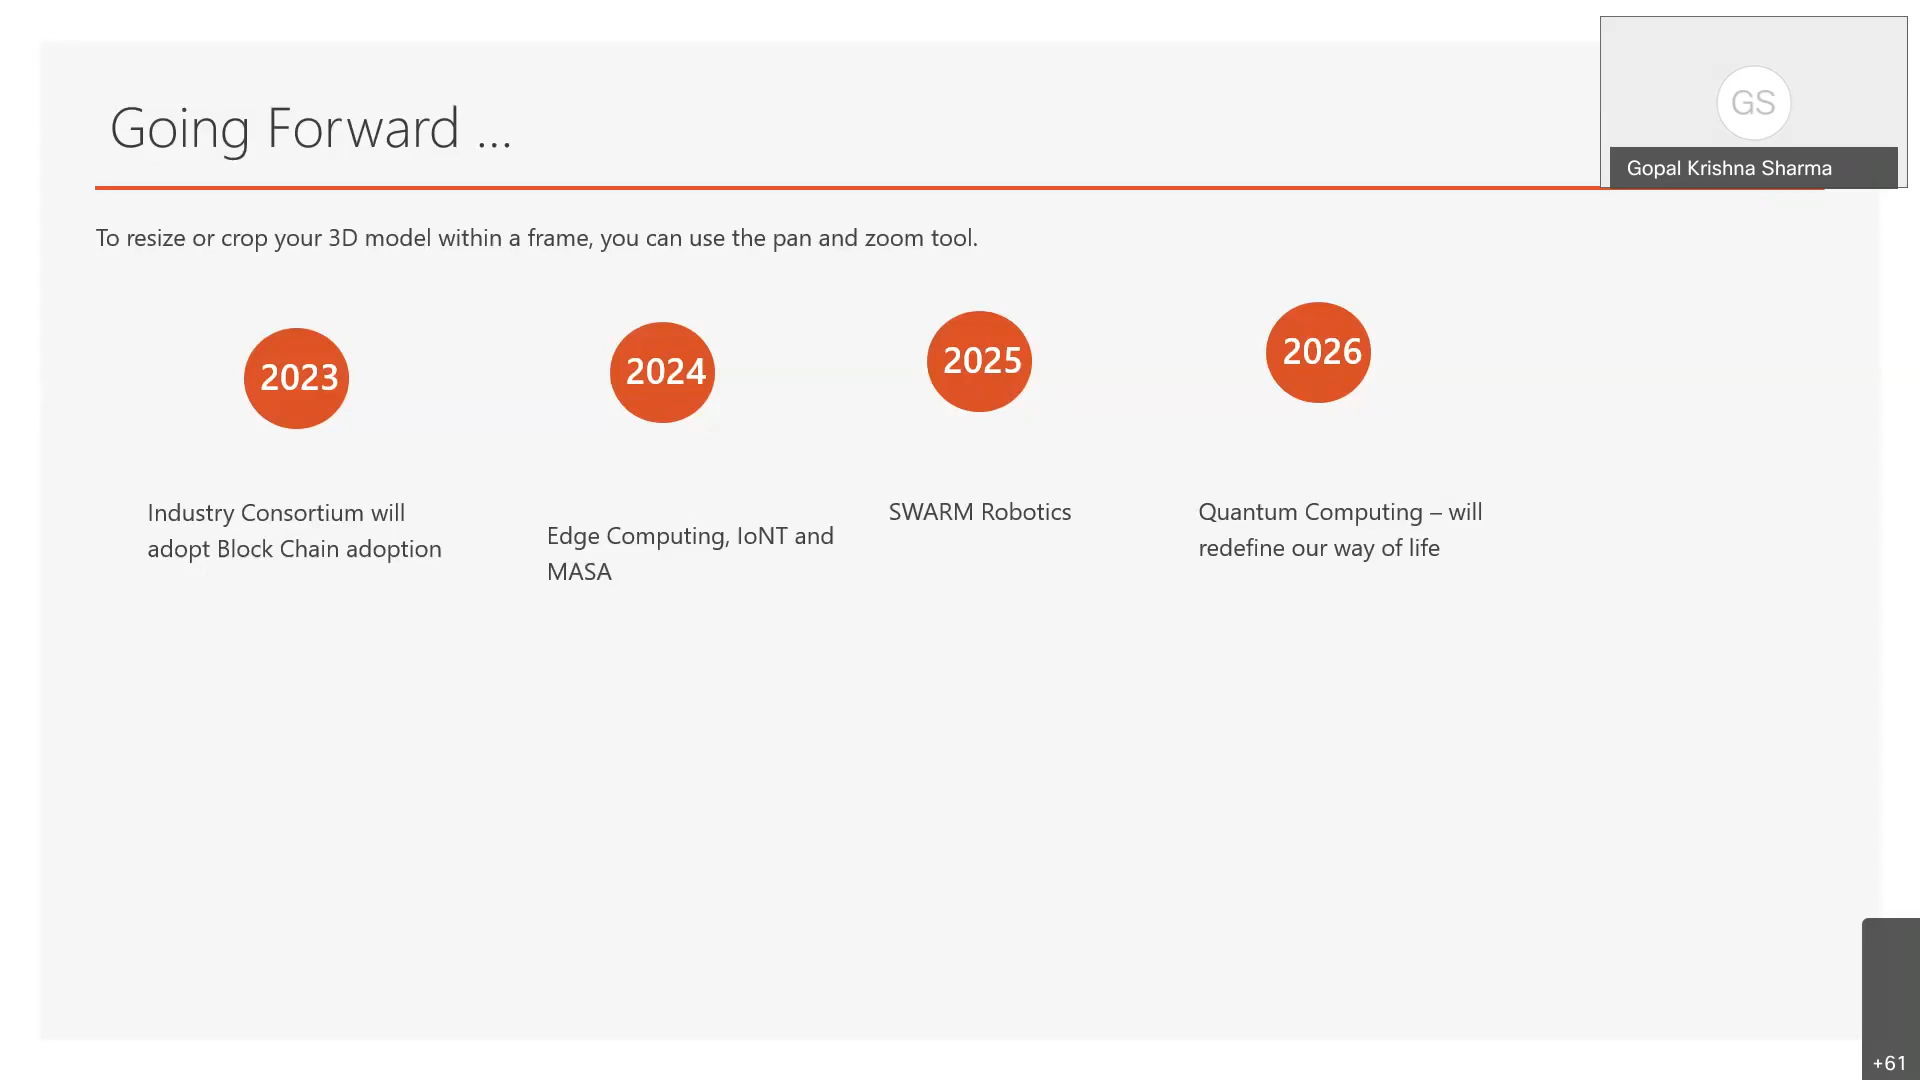 Going Forward ...
GS
Gopal Krishna Sharma
To resize or crop your 3D model within a frame, you can use the pan and zoom tool.
2023
2024
2025
2026
Industry Consortium will
adopt Block Chain adoption
Edge Computing, IoNT and
MASA
SWARM Robotics
Quantum Computing – will
redefine our way of life
+61